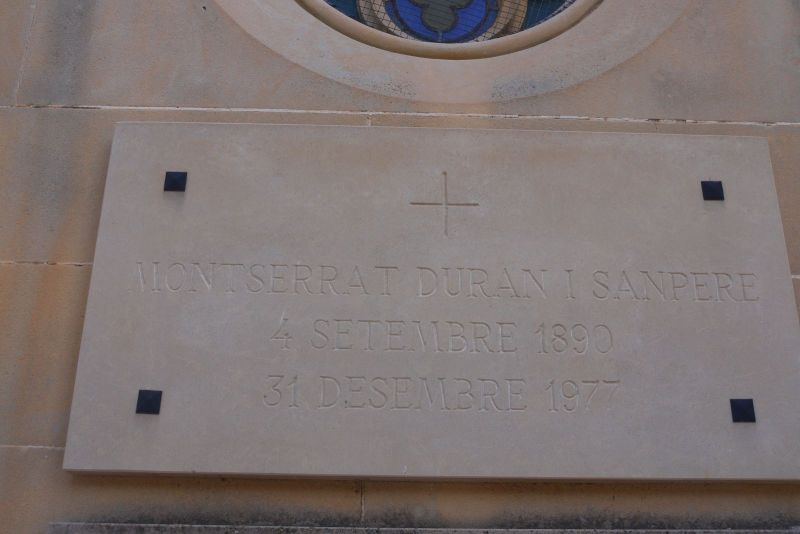 MONTSERRAT DURAN I SANPERE
4 SETEMBRE 1890
31 DESEMBRE 1977